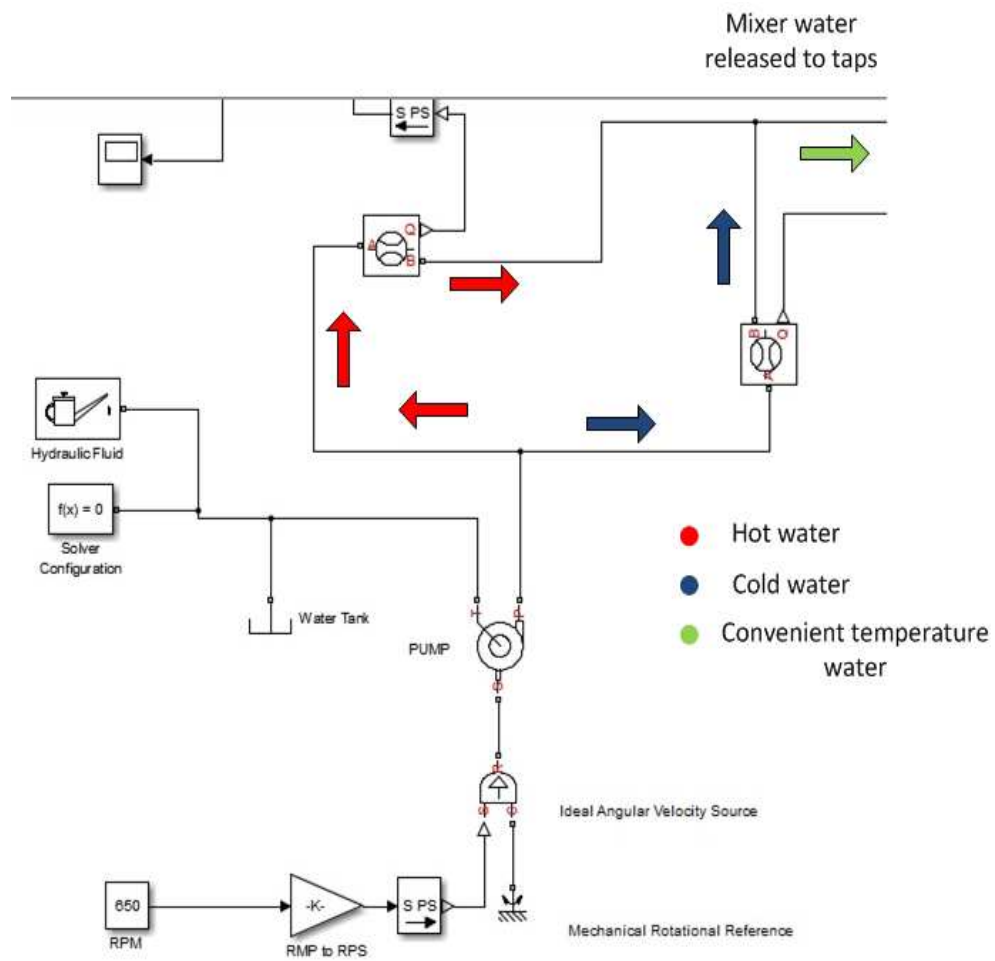 Mixer water
released to taps
S PS
Q
A
B
B
Q
A
Hydraulic Fluid
f(x) = 0
Solver
Configuration
Hot water
Cold water
Convenient temperature
water
Water Tank
T
P
PUMP
S
R
S
C
Ideal Angular Velocity Source
650
RPM
-K-
RMP to RPS
S PS
Mechanical Rotational Reference